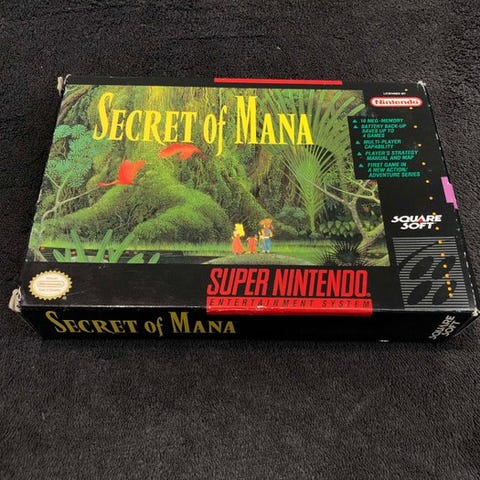 SECRET of MANA
LICENSED BY
Nintendo
16 MEG-MEMORY
BATTERY BACK-UP
SAVES UP TO
4 GAMES
MULTI-PLAYER
CAPABILITY
PLAYER'S STRATEGY
MANUAL AND MAP
FIRST GAME IN
A NEW ACTION/
ADVENTURE SERIES
SQUARE
SOFT
SUPER NINTENDO
ENTERTAINMENT SYSTEM
SECRET of MANA
SQUARE
SOFT